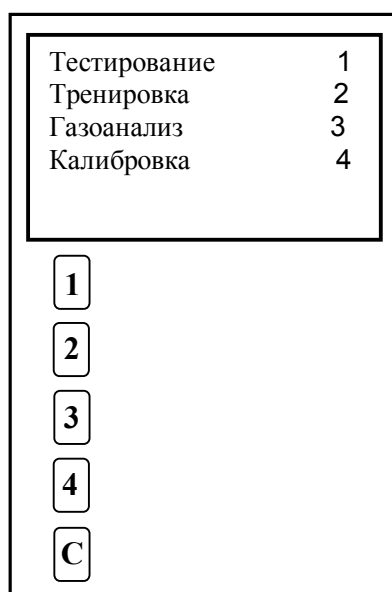 Тестирование 1
Тренировка 2
Газоанализ 3
Калибровка 4
1
2
3
4
С